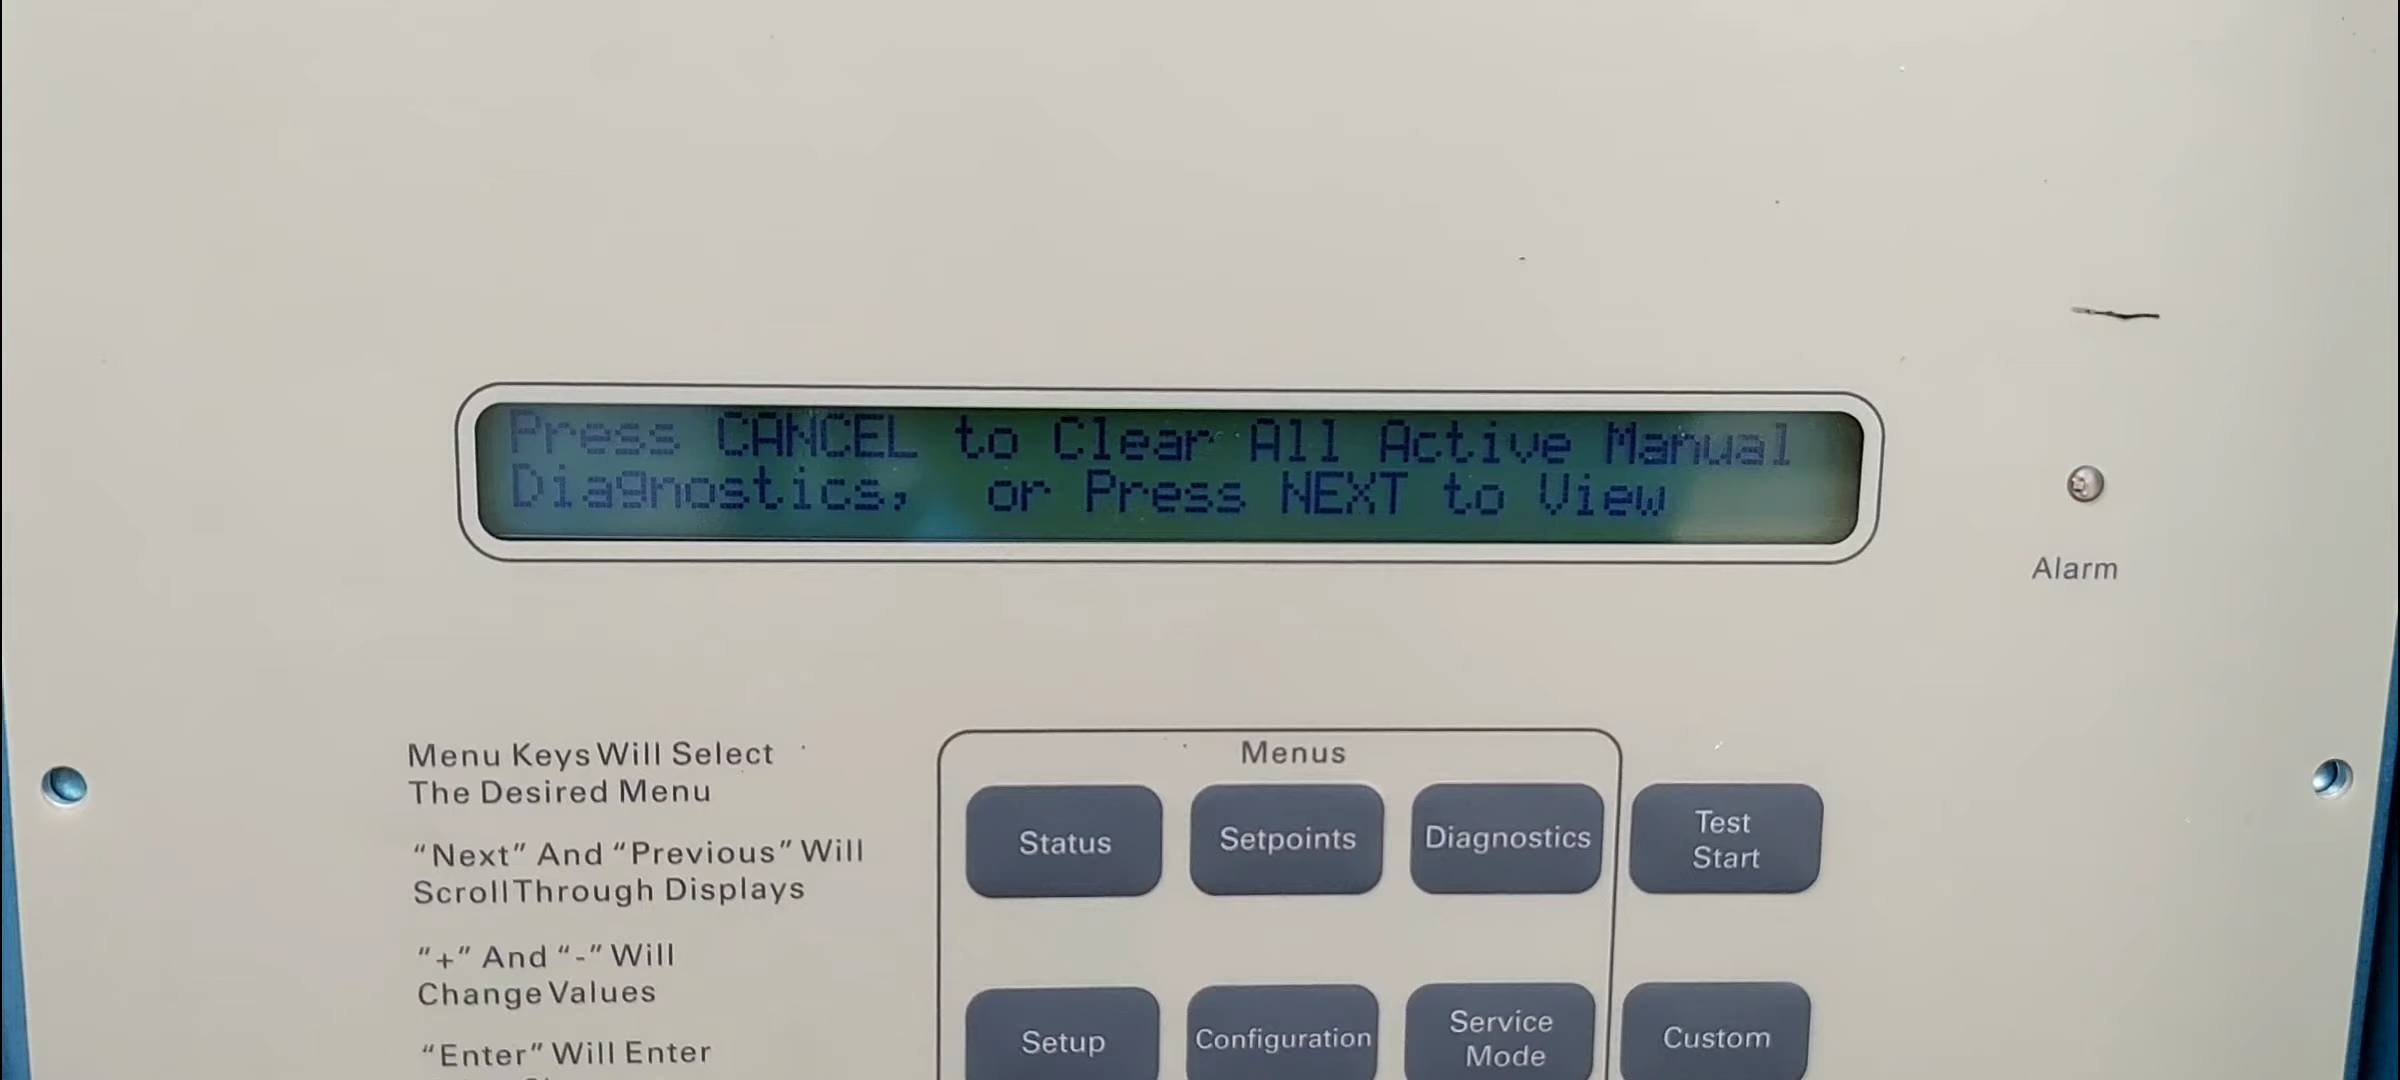 Press CANCEL to Clear All Active Manual
Diagnostics, or Press NEXT to View
Alarm
Menu Keys Will Select
The Desired Menu
“Next” And “Previous” Will
Scroll Through Displays
“+” And “-” Will
Change Values
“Enter” Will Enter
Menus
Status
Setpoints
Diagnostics
Test
Start
Setup
Configuration
Service
Mode
Custom